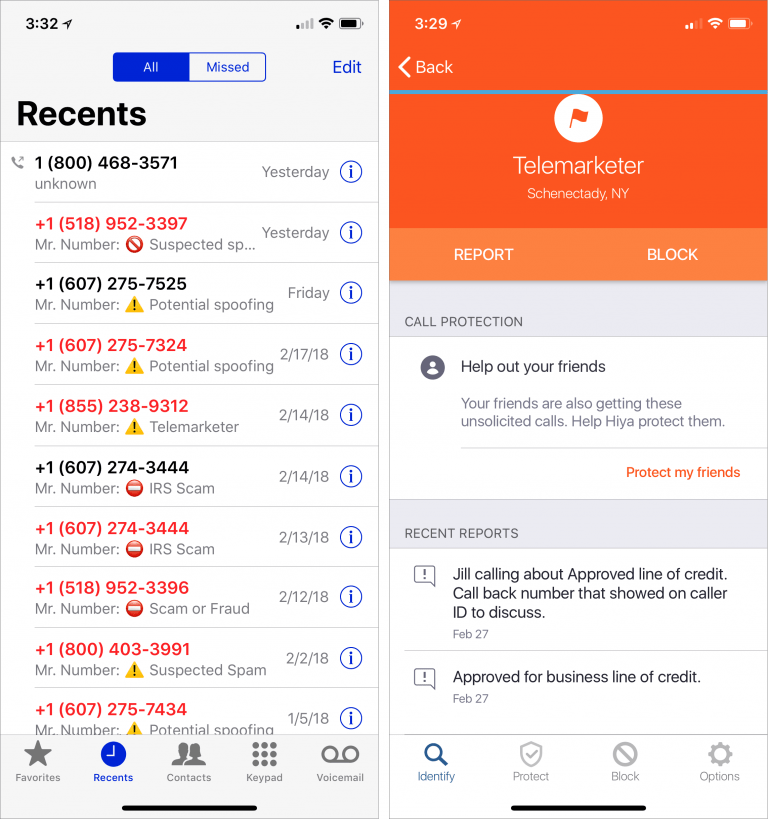 3:32
All
Missed
Edit
Recents
1 (800) 468-3571
unknown
Yesterday
+1 (518) 952-3397
Mr. Number: 🚫 Suspected sp...
Yesterday
+1 (607) 275-7525
Mr. Number: ⚠️ Potential spoofing
Friday
+1 (607) 275-7324
Mr. Number: ⚠️ Potential spoofing
2/17/18
+1 (855) 238-9312
Mr. Number: ⚠️ Telemarketer
2/14/18
+1 (607) 274-3444
Mr. Number: ⛔ IRS Scam
2/14/18
+1 (607) 274-3444
Mr. Number: ⛔ IRS Scam
2/13/18
+1 (518) 952-3396
Mr. Number: ⛔ Scam or Fraud
2/12/18
+1 (800) 403-3991
Mr. Number: ⚠️ Suspected Spam
2/2/18
+1 (607) 275-7434
Mr. Number: ⚠️ Potential spoofing
1/5/18
Favorites
Recents
Contacts
Keypad
Voicemail
3:29
Back
Telemarketer
Schenectady, NY
REPORT
BLOCK
CALL PROTECTION
Help out your friends
Your friends are also getting these
unsolicited calls. Help Hiya protect them.
Protect my friends
RECENT REPORTS
Jill calling about Approved line of credit.
Call back number that showed on caller
ID to discuss.
Feb 27
Approved for business line of credit.
Feb 27
Identify
Protect
Block
Options